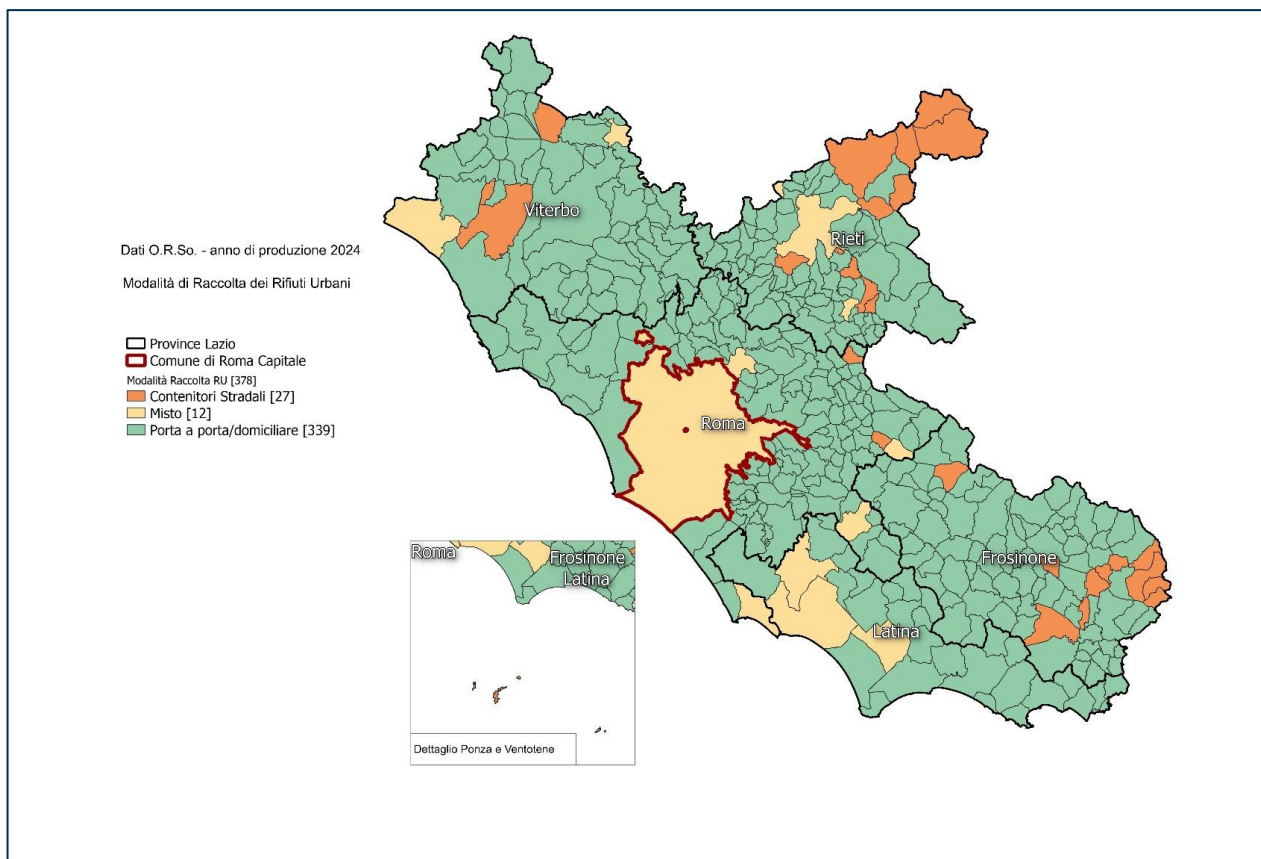 Dati O.R.So. - anno di produzione 2024
Modalità di Raccolta dei Rifiuti Urbani
Province Lazio
Comune di Roma Capitale
Modalità Raccolta RU [378]
Contenitori Stradali [27]
Misto [12]
Porta a porta/domiciliare [339]
Viterbo
Rieti
Roma
Frosinone
Latina
Roma
Frosinone
Latina
Dettaglio Ponza e Ventotene